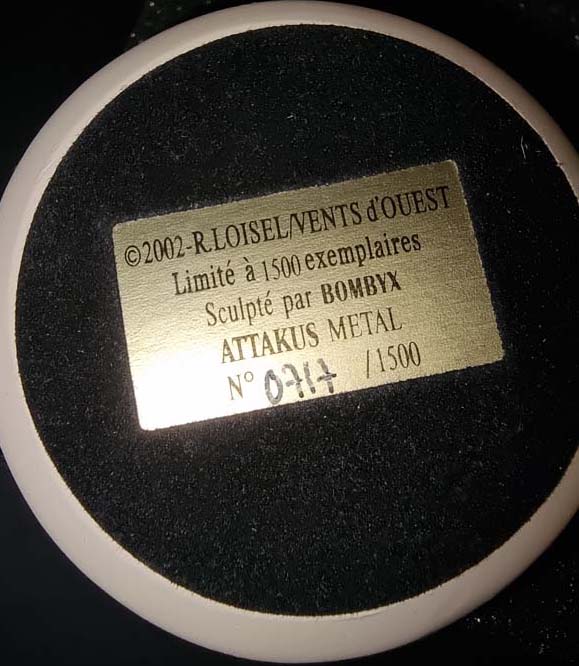 ©2002-R.LOISEL/VENTS d'OUEST
Limité à 1500 exemplaires
Sculpté par BOMBYX
ATTAKUS METAL
N° 0717 /1500